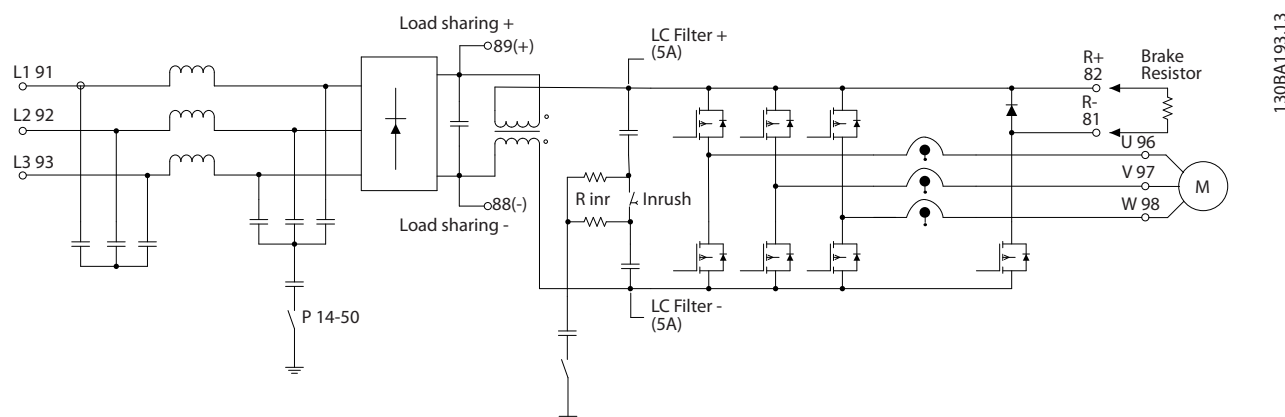 130BA193.13
Load sharing +
89(+)
LC Filter +
(5A)
R+
82
Brake
Resistor
R-
81
L1 91
L2 92
L3 93
U 96
V 97
W 98
M
R inr
Inrush
88(-)
Load sharing -
P 14-50
LC Filter -
(5A)